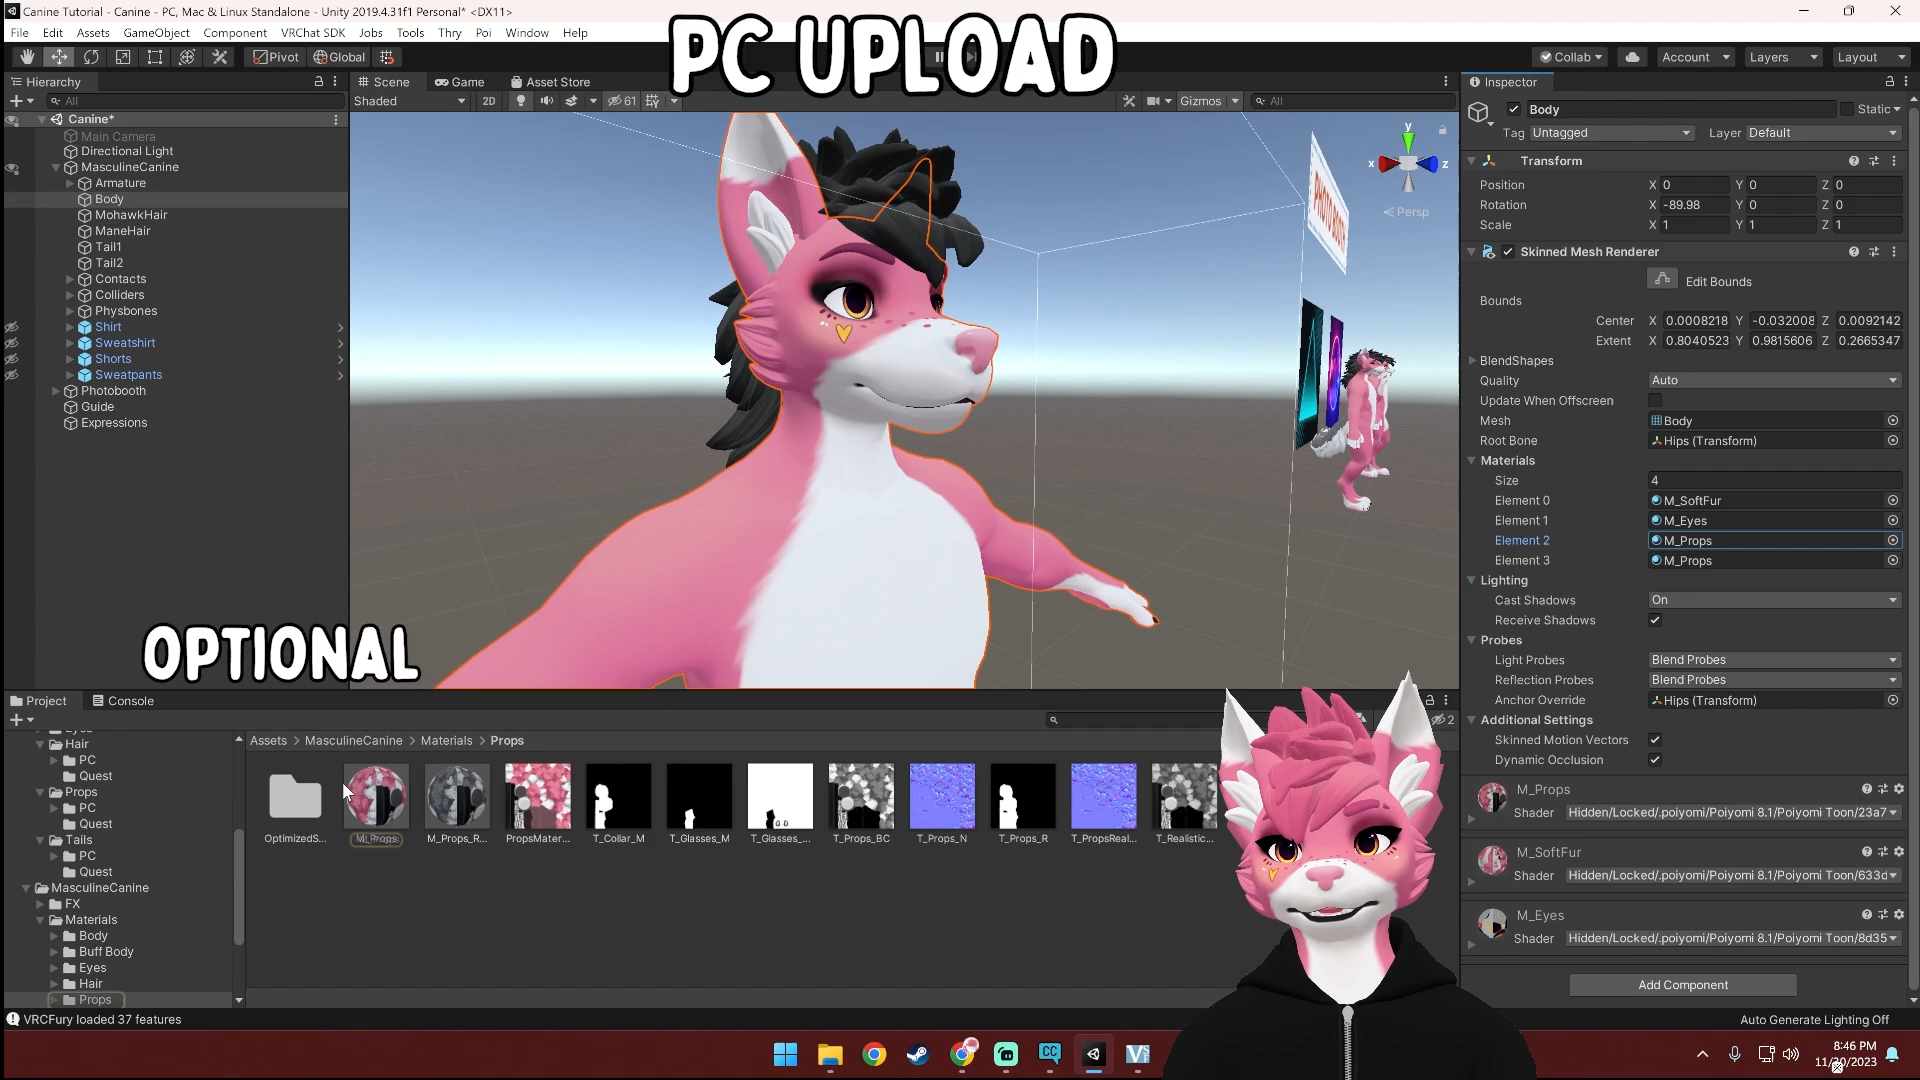 Canine Tutorial - Canine - PC, Mac & Linux Standalone - Unity 2019.4.31f1 Personal* <DX11>
File Edit Assets GameObject Component VRChat SDK Jobs Tools Thry Poi Window Help
PC UPLOAD
Pivot Global
Collab Account Layers Layout
Hierarchy
All
Canine*
Main Camera
Directional Light
MasculineCanine
Armature
Body
MohawkHair
ManeHair
Tail1
Tail2
Contacts
Colliders
Physbones
Shirt
Sweatshirt
Shorts
Sweatpants
Photobooth
Guide
Expressions
Scene Game Asset Store
Shaded 2D 61 Gizmos All
y
x z
Persp
OPTIONAL
Inspector
Body Static
Tag Untagged Layer Default
Transform
Position X 0 Y 0 Z 0
Rotation X -89.98 Y 0 Z 0
Scale X 1 Y 1 Z 1
Skinned Mesh Renderer
Edit Bounds
Bounds
Center X 0.0008218 Y -0.032008 Z 0.0092142
Extent X 0.8040523 Y 0.9815606 Z 0.2665347
BlendShapes
Quality Auto
Update When Offscreen
Mesh Body
Root Bone Hips (Transform)
Materials
Size 4
Element 0 M_SoftFur
Element 1 M_Eyes
Element 2 M_Props
Element 3 M_Props
Lighting
Cast Shadows On
Receive Shadows
Probes
Light Probes Blend Probes
Reflection Probes Blend Probes
Anchor Override Hips (Transform)
Additional Settings
Skinned Motion Vectors
Dynamic Occlusion
M_Props
Shader Hidden/Locked/.poiyomi/Poiyomi 8.1/Poiyomi Toon/23a7
M_SoftFur
Shader Hidden/Locked/.poiyomi/Poiyomi 8.1/Poiyomi Toon/633d
M_Eyes
Shader Hidden/Locked/.poiyomi/Poiyomi 8.1/Poiyomi Toon/8d35
Add Component
Project Console
2
Hair
PC
Quest
Props
PC
Quest
Tails
PC
Quest
MasculineCanine
FX
Materials
Body
Buff Body
Eyes
Hair
Props
Assets > MasculineCanine > Materials > Props
OptimizedS... M_Props M_Props_R... PropsMater... T_Collar_M T_Glasses_M T_Glasses_... T_Props_BC T_Props_N T_Props_R T_PropsReal... T_Realistic...
VRCFury loaded 37 features
Auto Generate Lighting Off
CC
8:46 PM